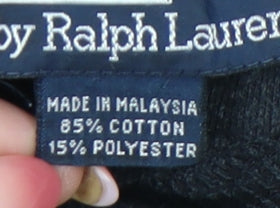 by Ralph Lauren
MADE IN MALAYSIA
85% COTTON
15% POLYESTER